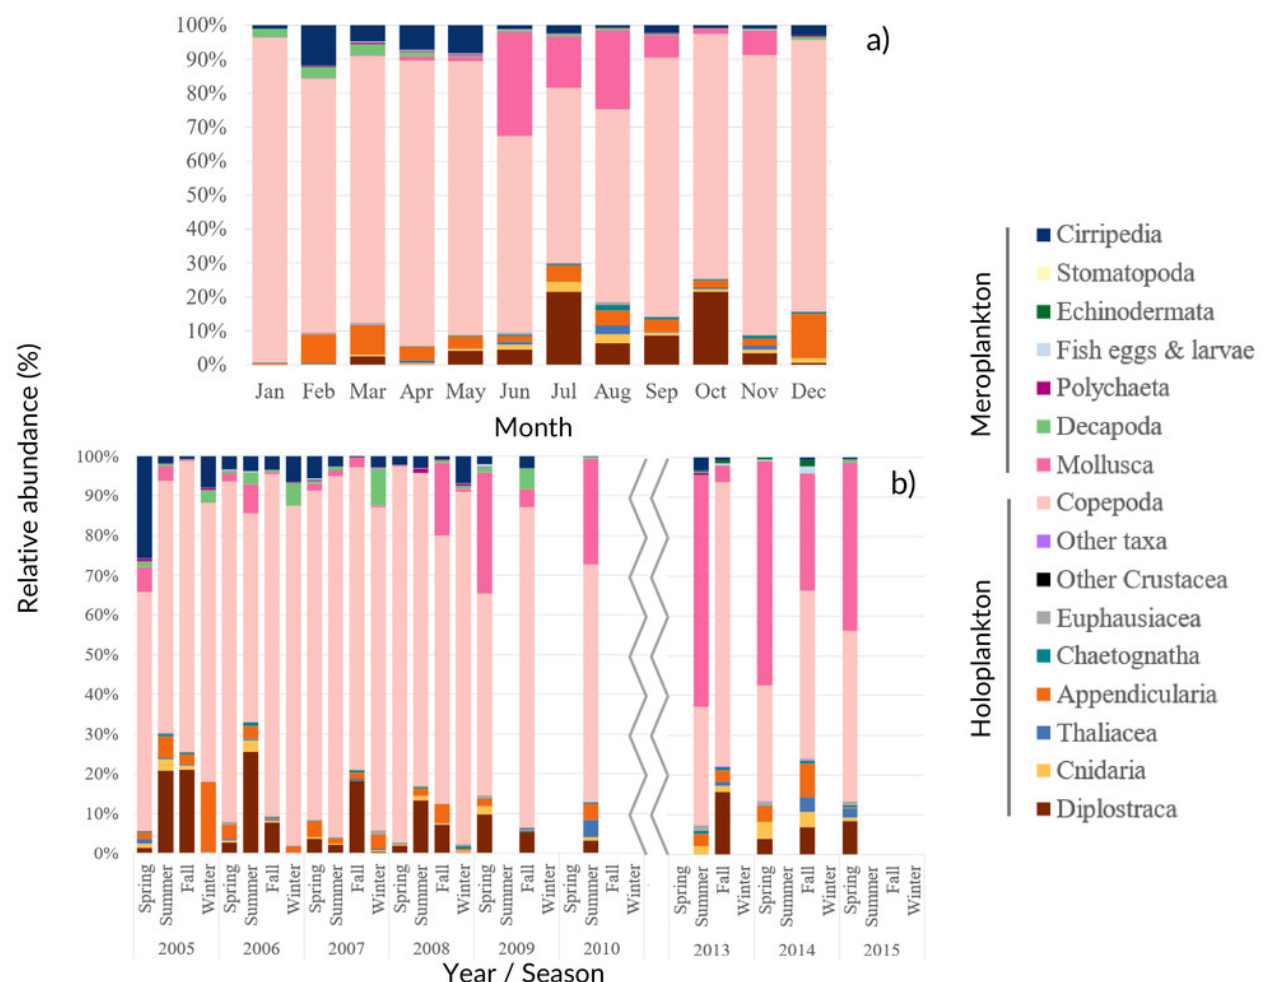 100%
90%
80%
70%
60%
50%
40%
30%
20%
10%
0%
a)
Jan Feb Mar Apr May Jun Jul Aug Sep Oct Nov Dec
Month
Relative abundance (%)
100%
90%
80%
70%
60%
50%
40%
30%
20%
10%
0%
b)
Spring Summer Fall Winter Spring Summer Fall Winter Spring Summer Fall Winter Spring Summer Fall Winter Spring Summer Fall Winter Spring Summer Fall Winter Spring Summer Fall Winter Spring Summer Fall Winter Spring Summer Fall Winter
2005 2006 2007 2008 2009 2010 2013 2014 2015
Year / Season
Meroplankton
Cirripedia
Stomatopoda
Echinodermata
Fish eggs & larvae
Polychaeta
Decapoda
Mollusca
Holoplankton
Copepoda
Other taxa
Other Crustacea
Euphausiacea
Chaetognatha
Appendicularia
Thaliacea
Cnidaria
Diplostraca